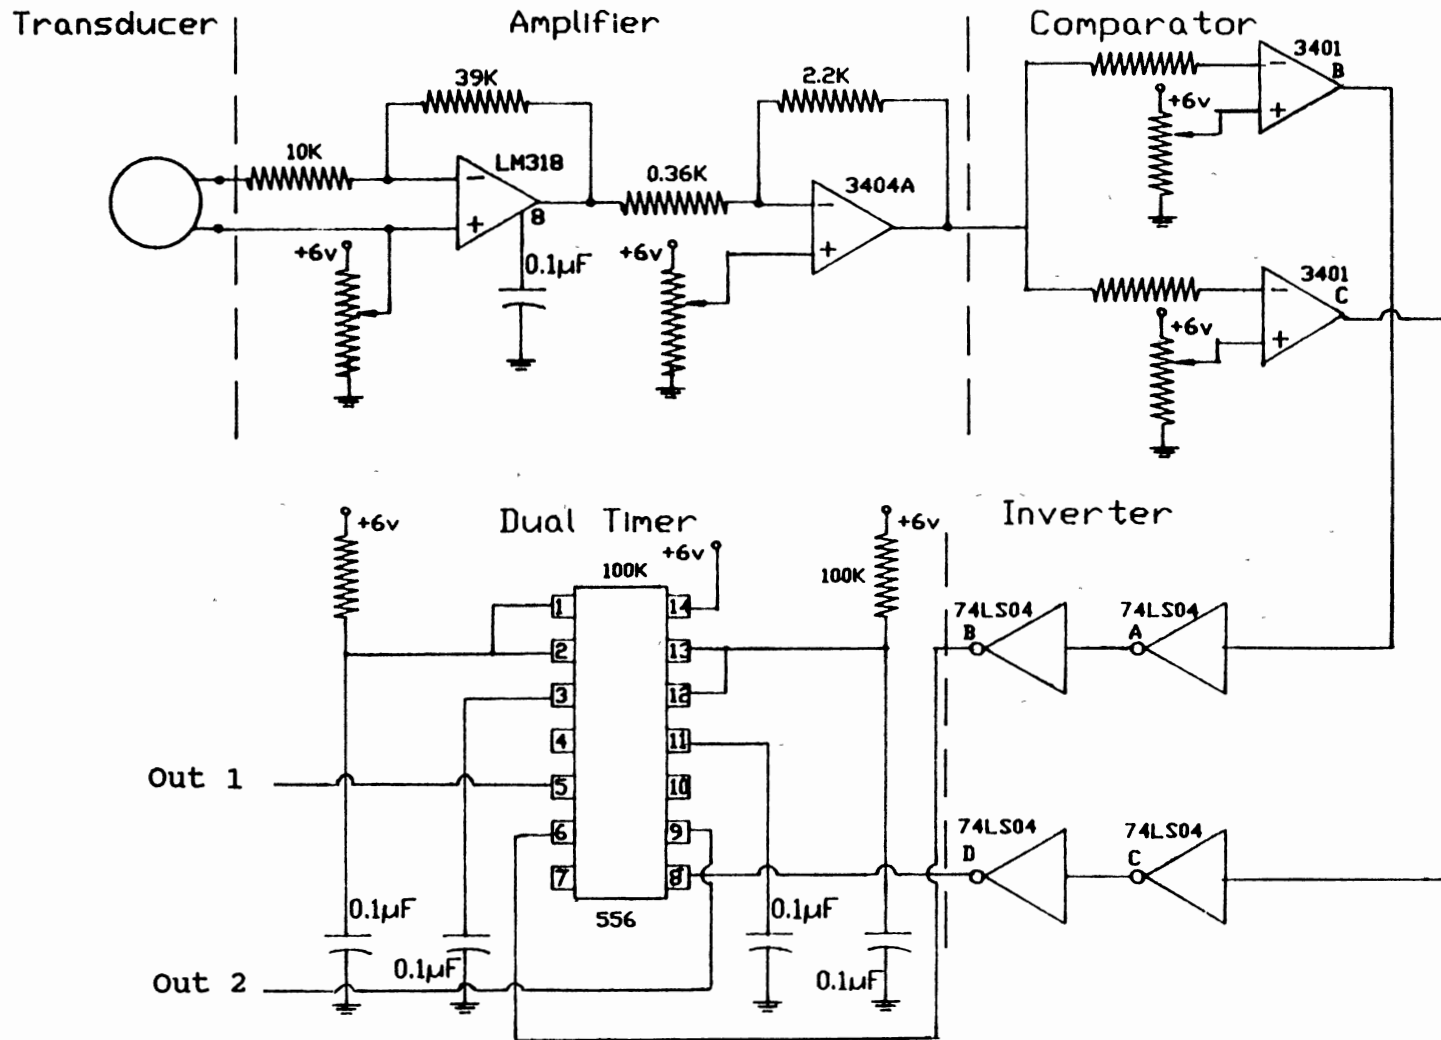 Transducer
Amplifier
Comparator
39K
2.2K
3401
B
+6v
10K
LM318
0.36K
3404A
8
+6v
0.1µF
+6v
3401
C
+6v
+6v
Dual Timer
+6v
Inverter
+6v
100K
100K
1
14
74LS04
74LS04
B
A
2
13
3
12
4
11
Out 1
5
10
6
9
74LS04
74LS04
D
C
7
8
0.1µF
556
0.1µF
0.1µF
0.1µF
Out 2